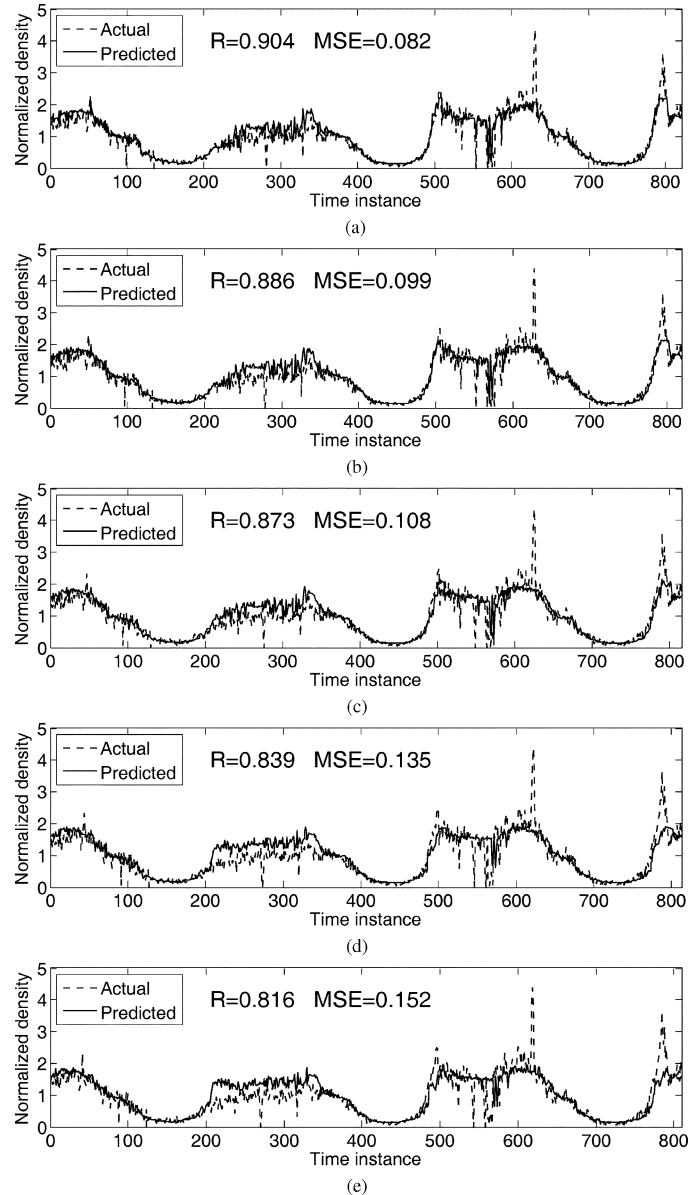 5
4
3
2
1
0
Normalized density
Actual
Predicted
R=0.904 MSE=0.082
0 100 200 300 400 500 600 700 800
Time instance
(a)
5
4
3
2
1
0
Normalized density
Actual
Predicted
R=0.886 MSE=0.099
0 100 200 300 400 500 600 700 800
Time instance
(b)
5
4
3
2
1
0
Normalized density
Actual
Predicted
R=0.873 MSE=0.108
0 100 200 300 400 500 600 700 800
Time instance
(c)
5
4
3
2
1
0
Normalized density
Actual
Predicted
R=0.839 MSE=0.135
0 100 200 300 400 500 600 700 800
Time instance
(d)
5
4
3
2
1
0
Normalized density
Actual
Predicted
R=0.816 MSE=0.152
0 100 200 300 400 500 600 700 800
Time instance
(e)